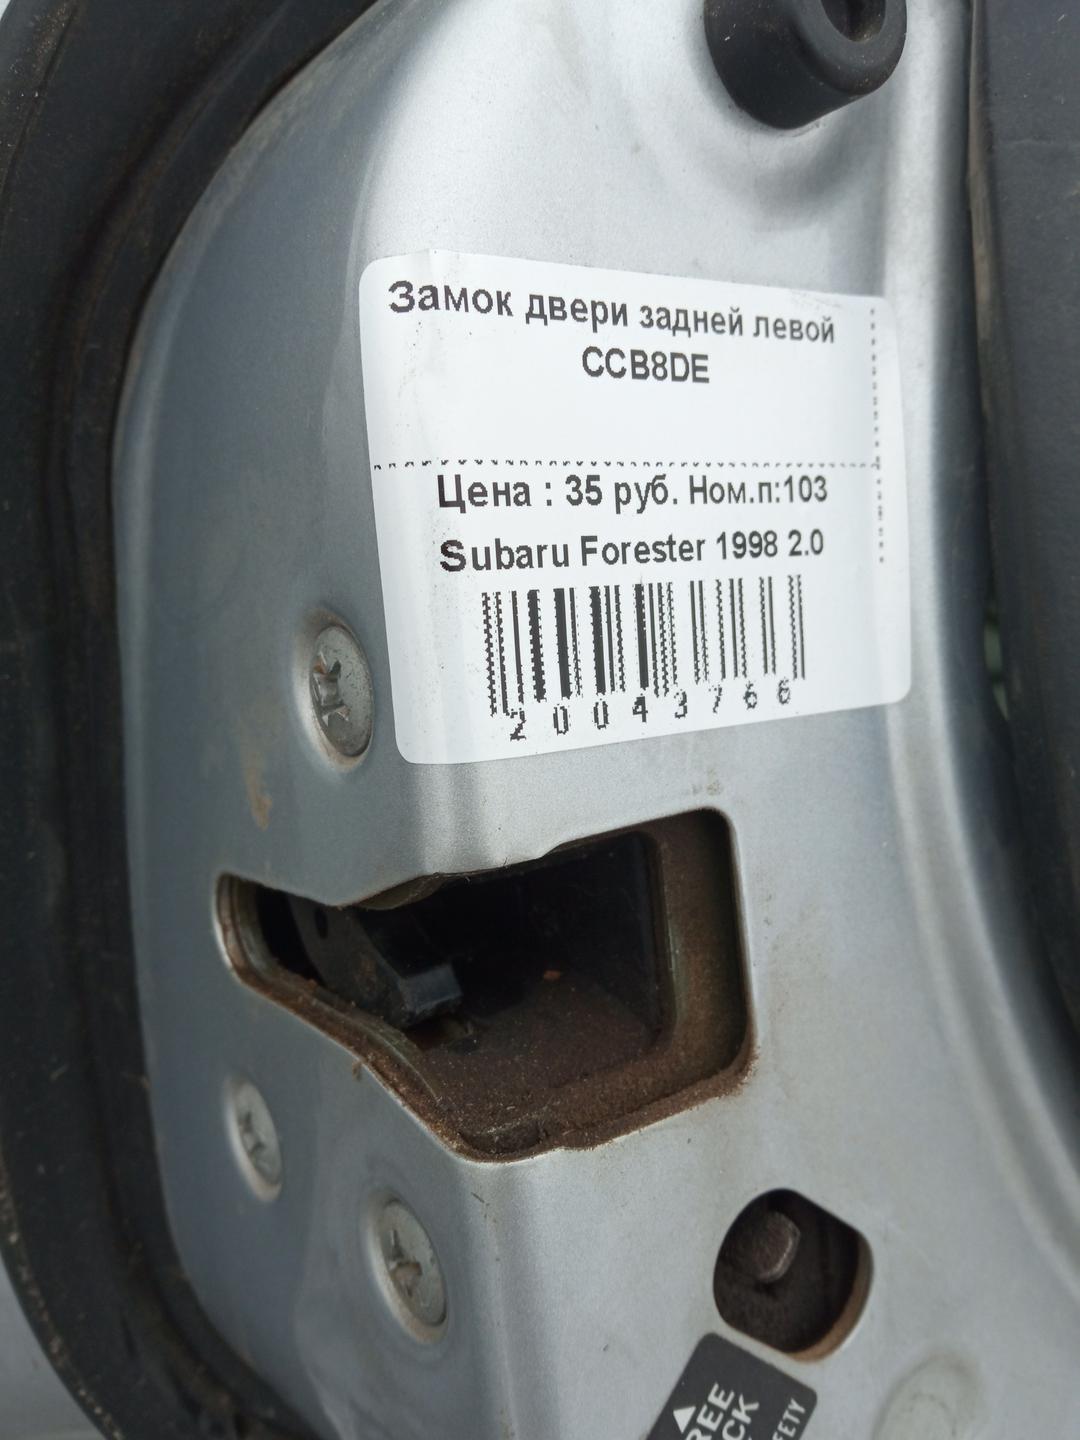 Замок двери задней левой
CCB8DE
Цена : 35 руб. Ном.п:103
Subaru Forester 1998 2.0
20043766